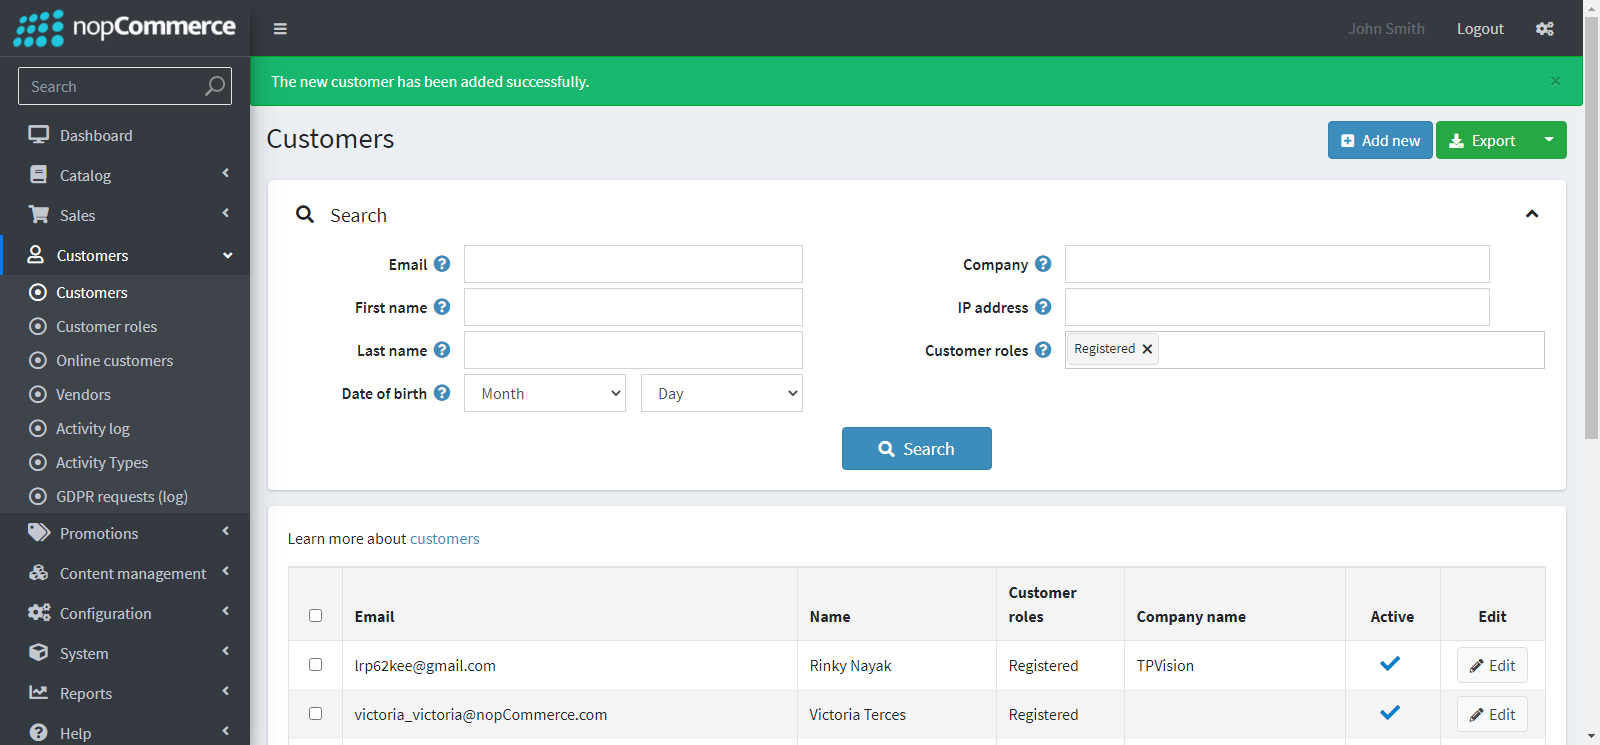 nopCommerce
John Smith
Logout
Search
The new customer has been added successfully.
×
Dashboard
Catalog
Sales
Customers
Customers
Customer roles
Online customers
Vendors
Activity log
Activity Types
GDPR requests (log)
Promotions
Content management
Configuration
System
Reports
Help
Customers
Add new
Export
Search
Email ?
Company ?
First name ?
IP address ?
Last name ?
Customer roles ?
Registered ×
Date of birth ?
Month
Day
Search
Learn more about customers
Email
Name
Customer
roles
Company name
Active
Edit
lrp62kee@gmail.com
Rinky Nayak
Registered
TPVision
Edit
victoria_victoria@nopCommerce.com
Victoria Terces
Registered
Edit